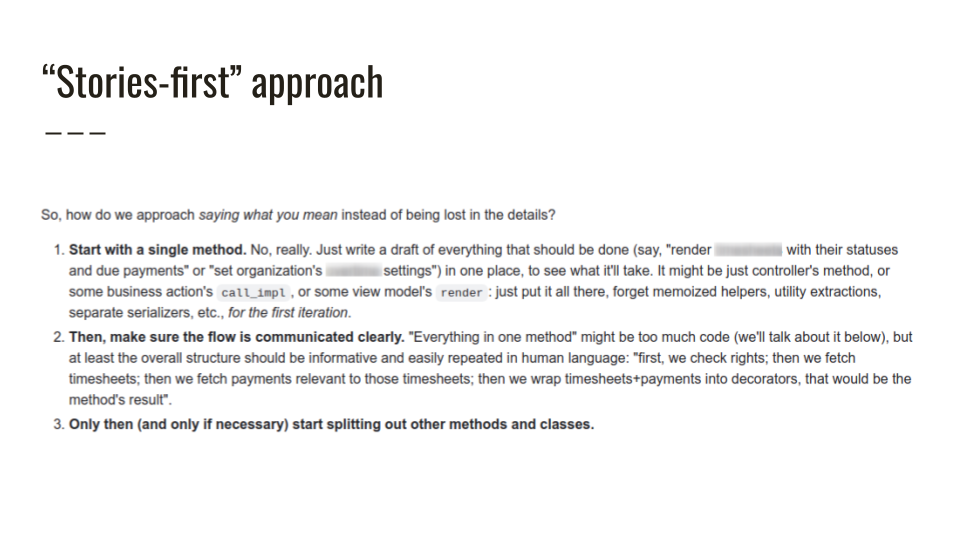 “Stories-first” approach
So, how do we approach saying what you mean instead of being lost in the details?
1. Start with a single method. No, really. Just write a draft of everything that should be done (say, "render with their statuses
and due payments" or "set organization's settings") in one place, to see what it'll take. It might be just controller's method, or
some business action's call_impl, or some view model's render: just put it all there, forget memoized helpers, utility extractions,
separate serializers, etc., for the first iteration.
2. Then, make sure the flow is communicated clearly. "Everything in one method" might be too much code (we'll talk about it below), but
at least the overall structure should be informative and easily repeated in human language: "first, we check rights; then we fetch
timesheets; then we fetch payments relevant to those timesheets; then we wrap timesheets+payments into decorators, that would be the
method's result".
3. Only then (and only if necessary) start splitting out other methods and classes.